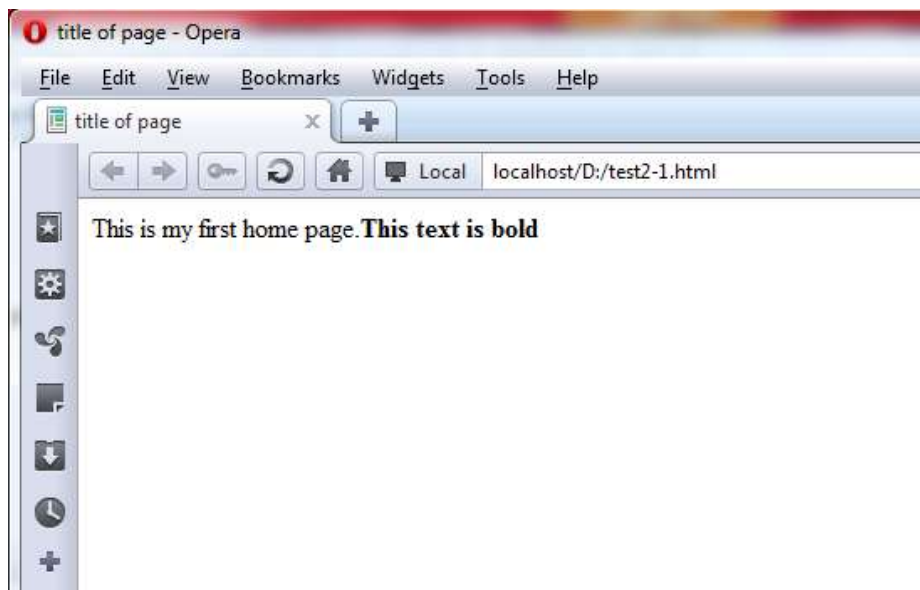 title of page - Opera
File Edit View Bookmarks Widgets Tools Help
title of page
Local localhost/D:/test2-1.html
This is my first home page.This text is bold